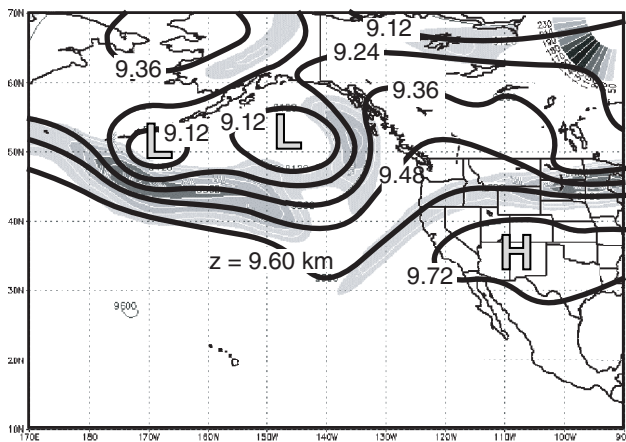 70N
9.12
9.24
9.36
60N
9.36
9.12
9.12
L
L
50N
9.48
40N
z = 9.60 km
H
9.72
30N
9600
20N
10N
170E
180
170W
160W
150W
140W
130W
120W
110W
100W
90